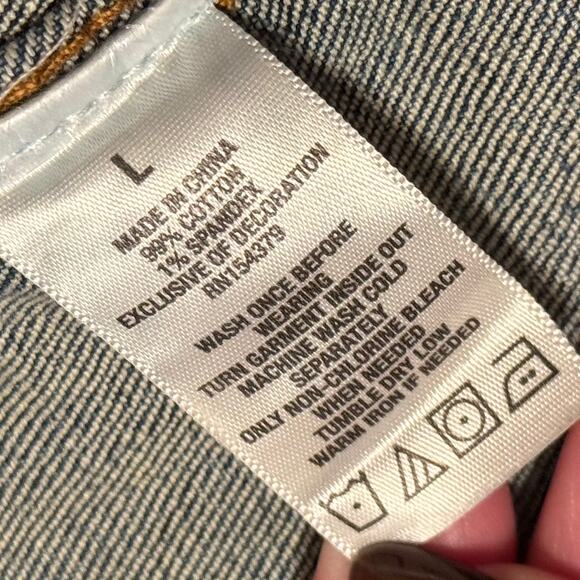 L
MADE IN CHINA
99% COTTON
1% SPANDEX
EXCLUSIVE OF DECORATION
RN154379
WASH ONCE BEFORE
WEARING
TURN GARMENT INSIDE OUT
MACHINE WASH COLD
SEPARATELY
ONLY NON-CHLORINE BLEACH
WHEN NEEDED
TUMBLE DRY LOW
WARM IRON IF NEEDED